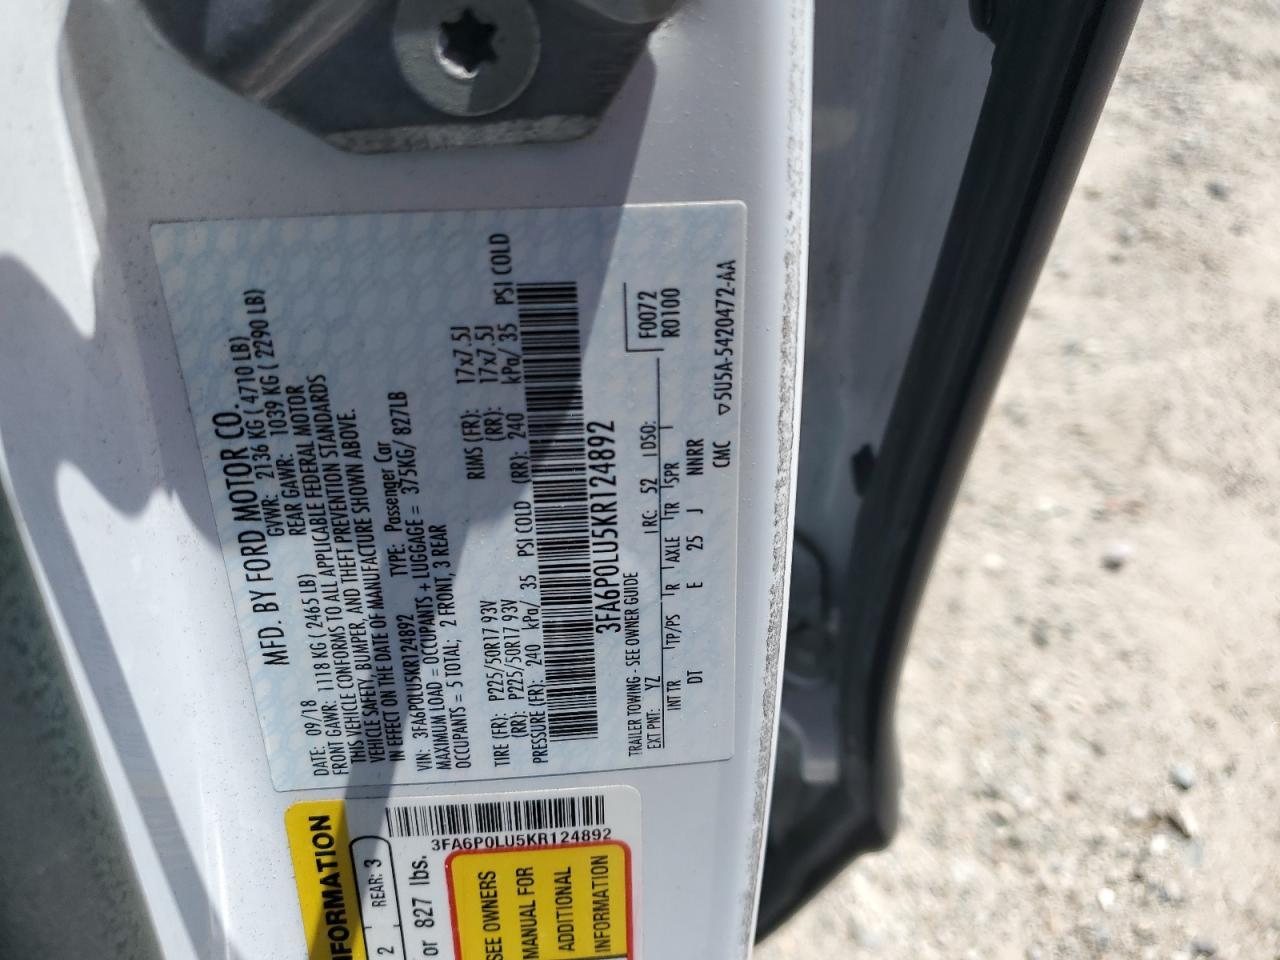 MFD. BY FORD MOTOR CO.
DATE: 09/18 GVWR: 2136 KG ( 4710 LB)
FRONT GAWR: 1118 KG ( 2465 LB) REAR GAWR: 1039 KG ( 2290 LB)
THIS VEHICLE CONFORMS TO ALL APPLICABLE FEDERAL MOTOR
VEHICLE SAFETY, BUMPER, AND THEFT PREVENTION STANDARDS
IN EFFECT ON THE DATE OF MANUFACTURE SHOWN ABOVE.
VIN: 3FA6P0LU5KR124892 TYPE: Passenger Car
MAXIMUM LOAD = OCCUPANTS + LUGGAGE = 375KG/ 827LB
OCCUPANTS = 5 TOTAL, 2 FRONT, 3 REAR
TIRE (FR): P225/50R17 93V RIMS (FR): 17x7.5J
(RR): P225/50R17 93V (RR): 17x7.5J
PRESSURE (FR): 240 kPa/ 35 PSI COLD (RR): 240 kPa/ 35 PSI COLD
3FA6P0LU5KR124892
TRAILER TOWING - SEE OWNER GUIDE F0072
EXT PNT: YZ RC: 52 DSO: R0100
INT TR TP/PS R AXLE TR SPR
DT E 25 J NNRR
CMC ▽5U5A-5420472-AA
3FA6P0LU5KR124892
INFORMATION
2 REAR: 3
or 827 lbs.
SEE OWNERS
MANUAL FOR
ADDITIONAL
INFORMATION